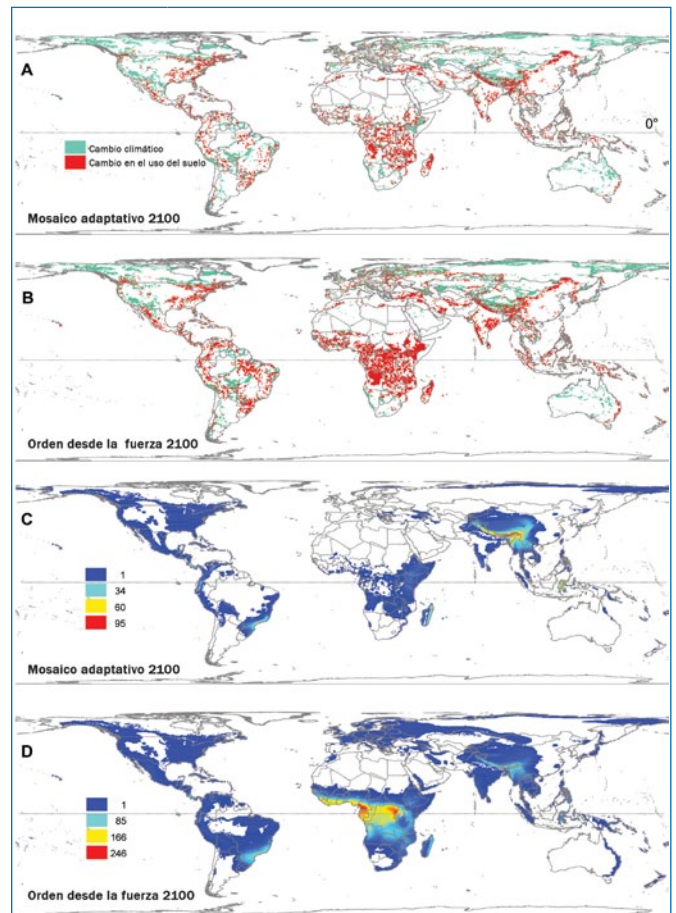 A
0°
Cambio climático
Cambio en el uso del suelo
Mosaico adaptativo 2100
B
Orden desde la fuerza 2100
C
1
34
60
95
Mosaico adaptativo 2100
D
1
85
166
246
Orden desde la fuerza 2100